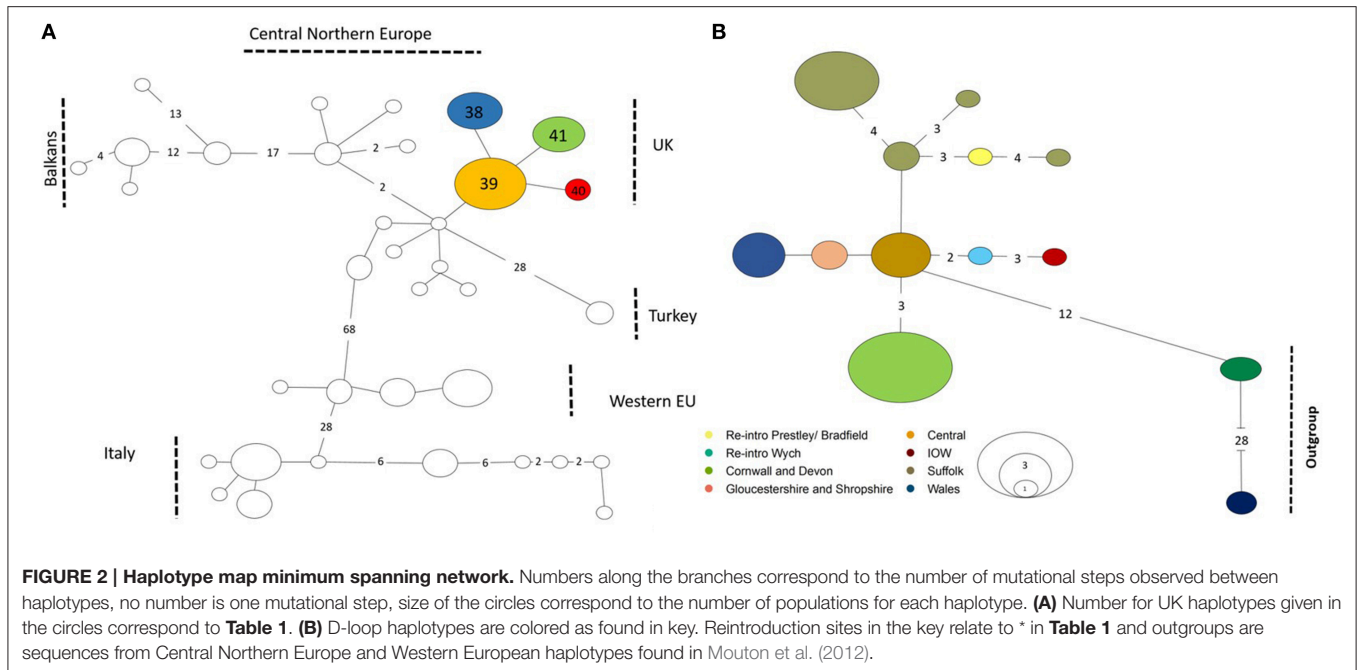 A
Central Northern Europe
B
13
4
12
17
2
2
38
41
39
40
Balkans
UK
28
Turkey
68
Western EU
28
Italy
6
6
2
2
4
3
3
4
2
3
3
12
28
Outgroup
Re-intro Prestley/ Bradfield
Re-intro Wych
Cornwall and Devon
Gloucestershire and Shropshire
Central
IOW
Suffolk
Wales
3
1
FIGURE 2 | Haplotype map minimum spanning network. Numbers along the branches correspond to the number of mutational steps observed between
haplotypes, no number is one mutational step, size of the circles correspond to the number of populations for each haplotype. (A) Number for UK haplotypes given in
the circles correspond to Table 1. (B) D-loop haplotypes are colored as found in key. Reintroduction sites in the key relate to * in Table 1 and outgroups are
sequences from Central Northern Europe and Western European haplotypes found in Mouton et al. (2012).